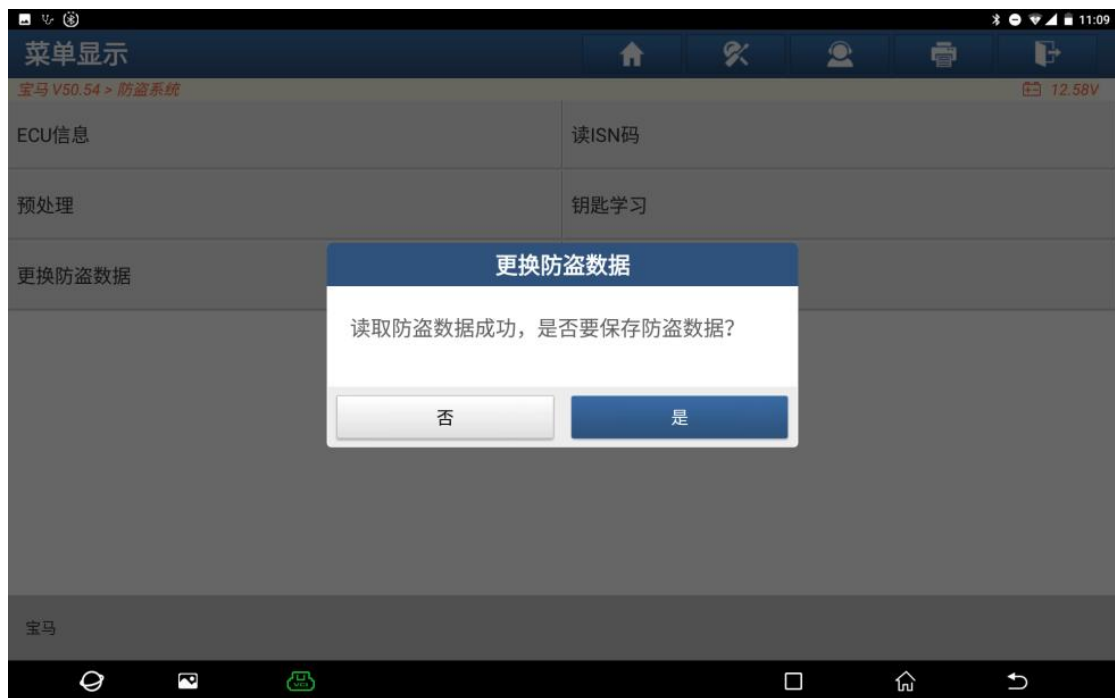 11:09
菜单显示
宝马 V50.54 > 防盗系统
12.58V
ECU信息
读ISN码
预处理
钥匙学习
更换防盗数据
更换防盗数据
读取防盗数据成功，是否要保存防盗数据？
否
是
宝马
VCI